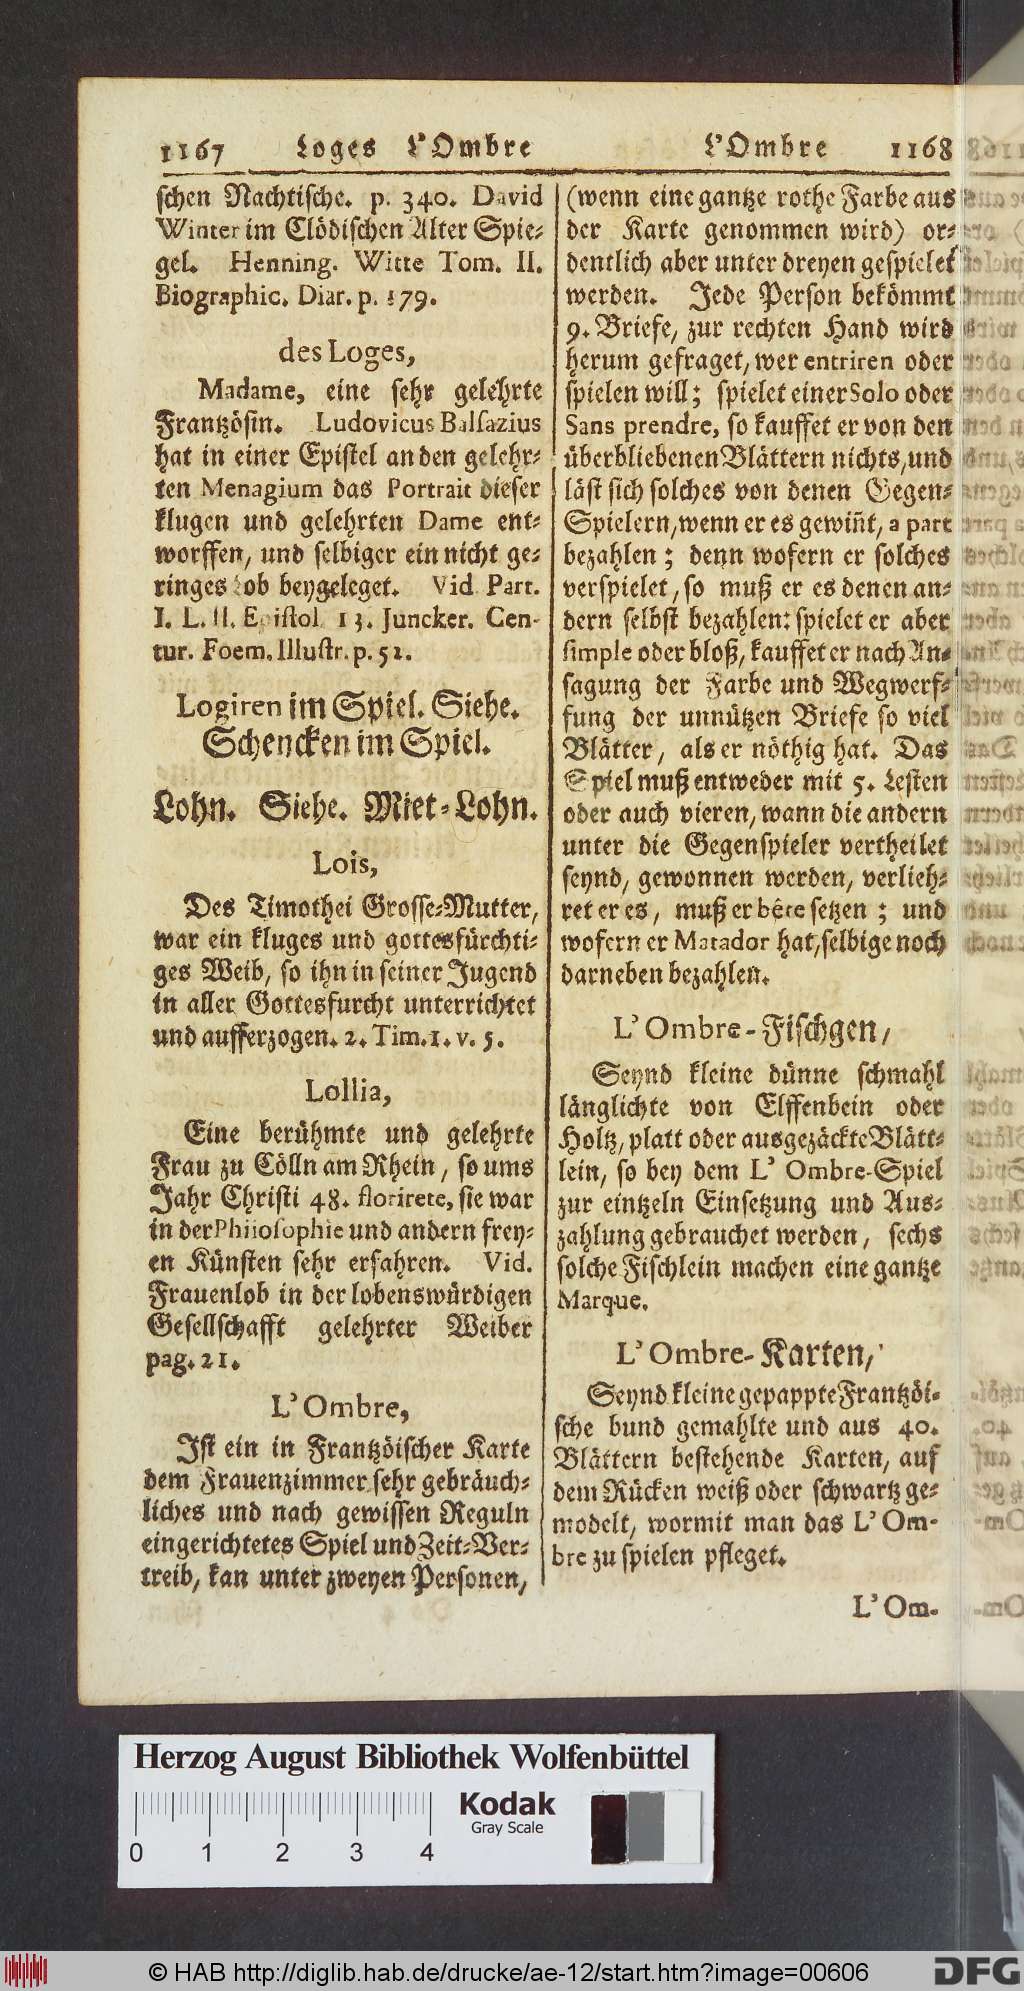 1167 Loges L'Ombre
schen Nachtische. p. 340. David
Winter im Clödischen Alter Spie-
gel. Henning. Witte Tom. II.
Biographic. Diar. p. 179.
des Loges,
Madame, eine sehr gelehrte
Frantzösin. Ludovicus Balsazius
hat in einer Epistel an den gelehr-
ten Menagium das Portrait dieser
klugen und gelehrten Dame ent-
worffen, und selbiger ein nicht ge-
ringes Lob beygeleget. Vid. Part.
I. L. II. Epistol. 13. Juncker. Cen-
tur. Foem. Illustr. p. 51.
Logiren im Spiel. Siehe.
Schencken im Spiel.
Lohn. Siehe. Miet-Lohn.
Lois,
Des Timothei Grosse-Mutter,
war ein kluges und gottesfürchti-
ges Weib, so ihn in seiner Jugend
in aller Gottesfurcht unterrichtet
und aufferzogen. 2. Tim. 1. v. 5.
Lollia,
Eine berühmte und gelehrte
Frau zu Cölln am Rhein, so ums
Jahr Christi 48. florirete, sie war
in der Philosophie und andern frey-
en Künsten sehr erfahren. Vid.
Frauenlob in der lobenswürdigen
Gesellschafft gelehrter Weiber
pag. 21.
L'Ombre,
Ist ein in Frantzöischer Karte
dem Frauenzimmer sehr gebräuch-
liches und nach gewissen Reguln
eingerichtetes Spiel und Zeit-Ver-
treib, kan unter zweyen Personen,
L'Ombre 1168
(wenn eine gantze rothe Farbe aus
der Karte genommen wird) or-
dentlich aber unter dreyen gespielet
werden. Jede Person bekömmt
9. Briefe, zur rechten Hand wird
herum gefraget, wer entriren oder
spielen will; spielet einer Solo oder
Sans prendre, so kauffet er von den
überbliebenen Blättern nichts, und
läst sich solches von denen Gegen-
Spielern, wenn er es gewiñt, a part
bezahlen; denn wofern er solches
verspielet, so muß er es denen an-
dern selbst bezahlen: spielet er aber
simple oder bloß, kauffet er nach An-
sagung der Farbe und Wegwerf-
fung der unnützen Briefe so viel
Blätter, als er nöthig hat. Das
Spiel muß entweder mit 5. Lesten
oder auch vieren, wann die andern
unter die Gegenspieler vertheilet
seynd, gewonnen werden, verlieh-
ret er es, muß er bête setzen; und
wofern er Matador hat, selbige noch
darneben bezahlen.
L'Ombre-Fischgen,
Seynd kleine dünne schmahl
länglichte von Elffenbein oder
Holtz, platt oder ausgezäckte Blätt-
lein, so bey dem L'Ombre-Spiel
zur eintzeln Einsetzung und Aus-
zahlung gebrauchet werden, sechs
solche Fischlein machen eine gantze
Marque.
L'Ombre-Karten,
Seynd kleine gepappte Frantzöi-
sche bund gemahlte und aus 40.
Blättern bestehende Karten, auf
dem Rücken weiß oder schwartz ge-
modelt, wormit man das L'Om-
bre zu spielen pfleget.
L'Om-
Herzog August Bibliothek Wolfenbüttel
Kodak
Gray Scale
0 1 2 3 4
© HAB http://diglib.hab.de/drucke/ae-12/start.htm?image=00606
DFG